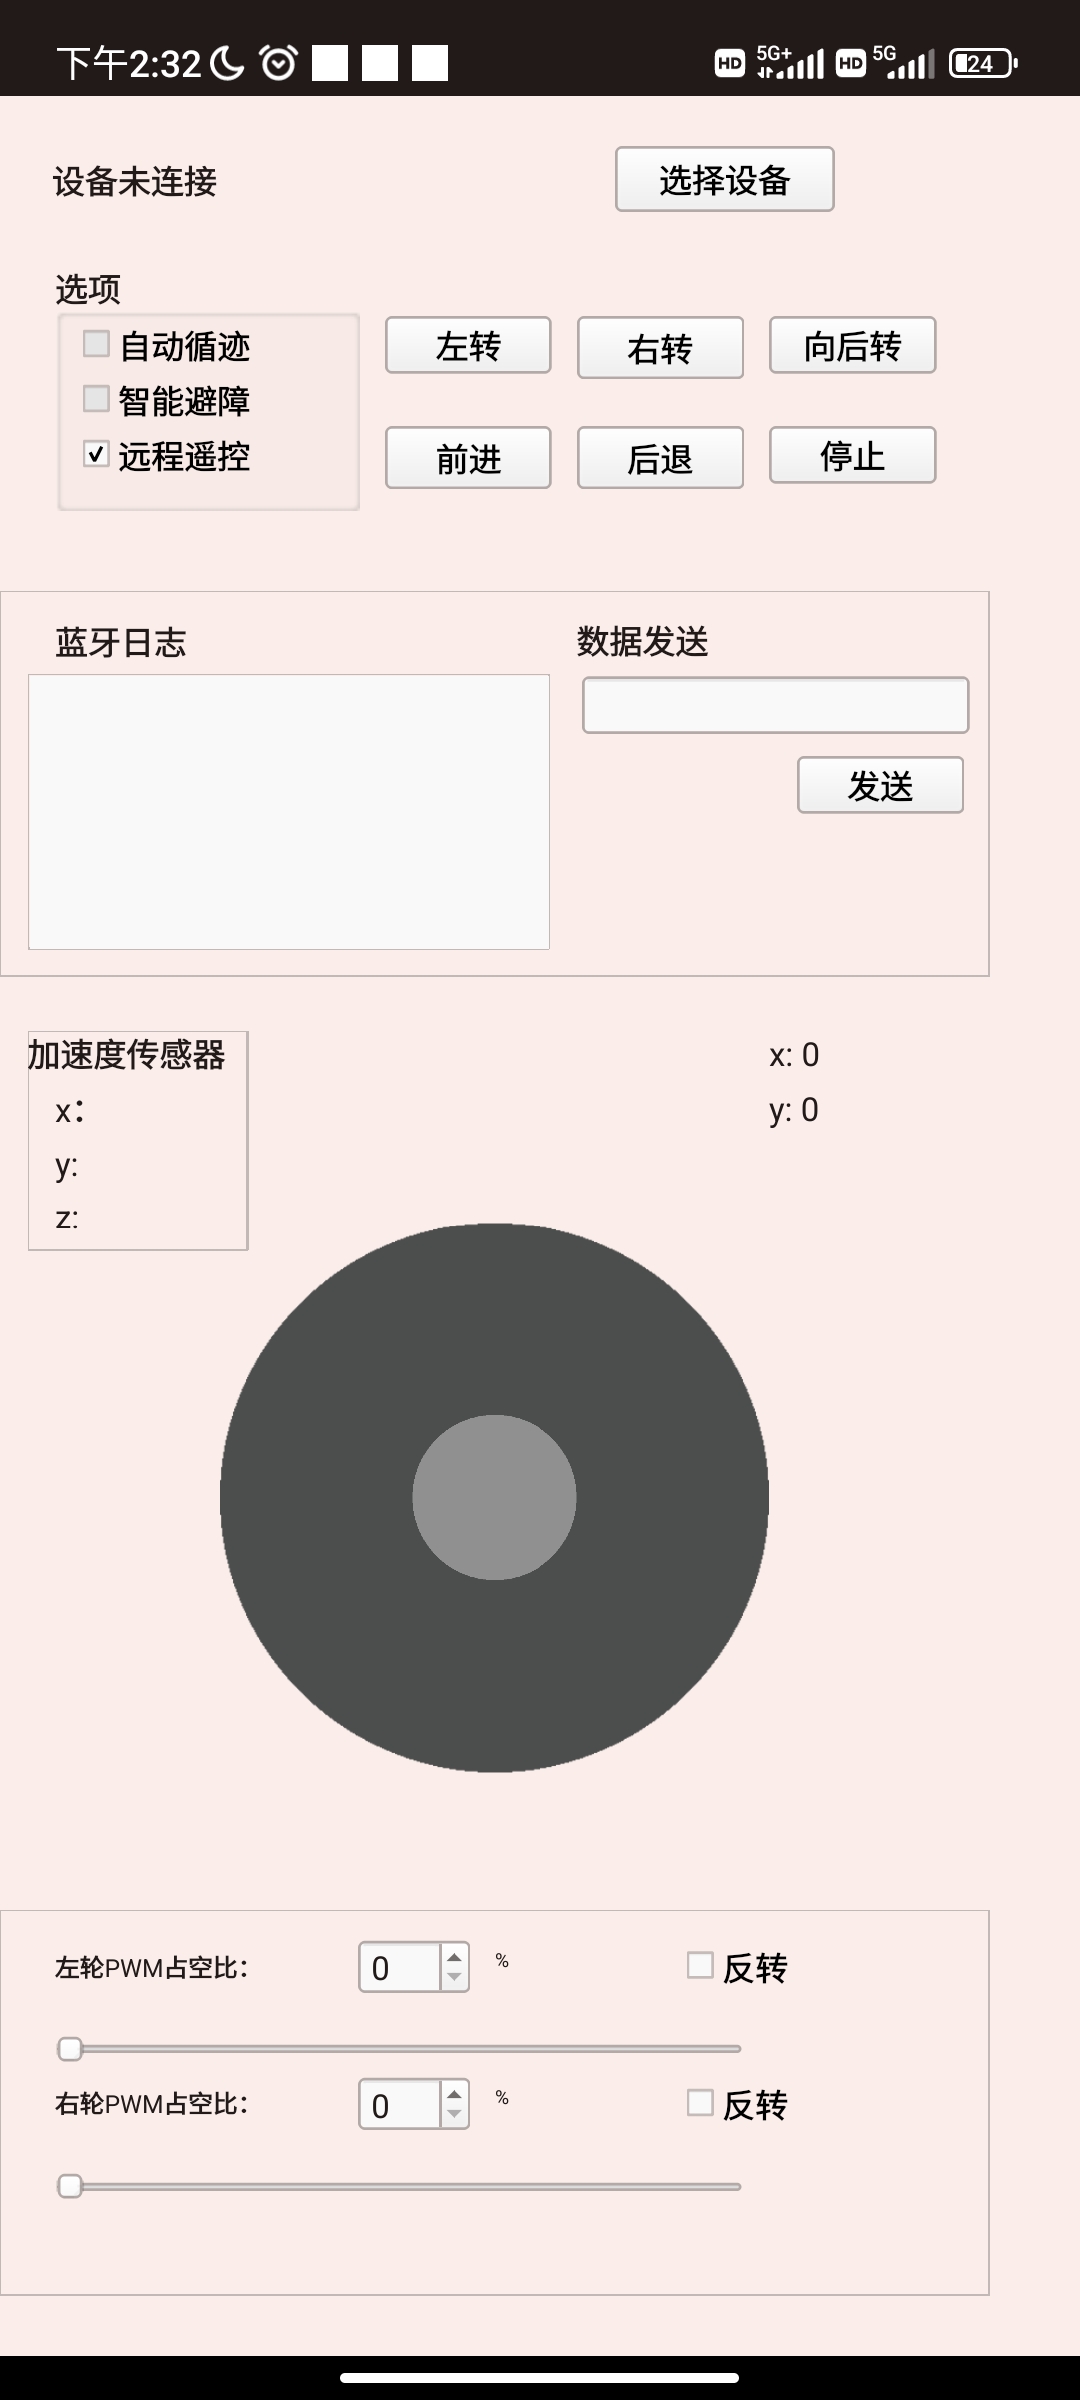 下午2:32 HD 5G+ HD 5G 24
设备未连接 选择设备
选项
自动循迹 左转 右转 向后转
智能避障
远程遥控 前进 后退 停止
蓝牙日志 数据发送
发送
加速度传感器 x: 0
x： y: 0
y:
z:
左轮PWM占空比： 0 % 反转
右轮PWM占空比： 0 % 反转